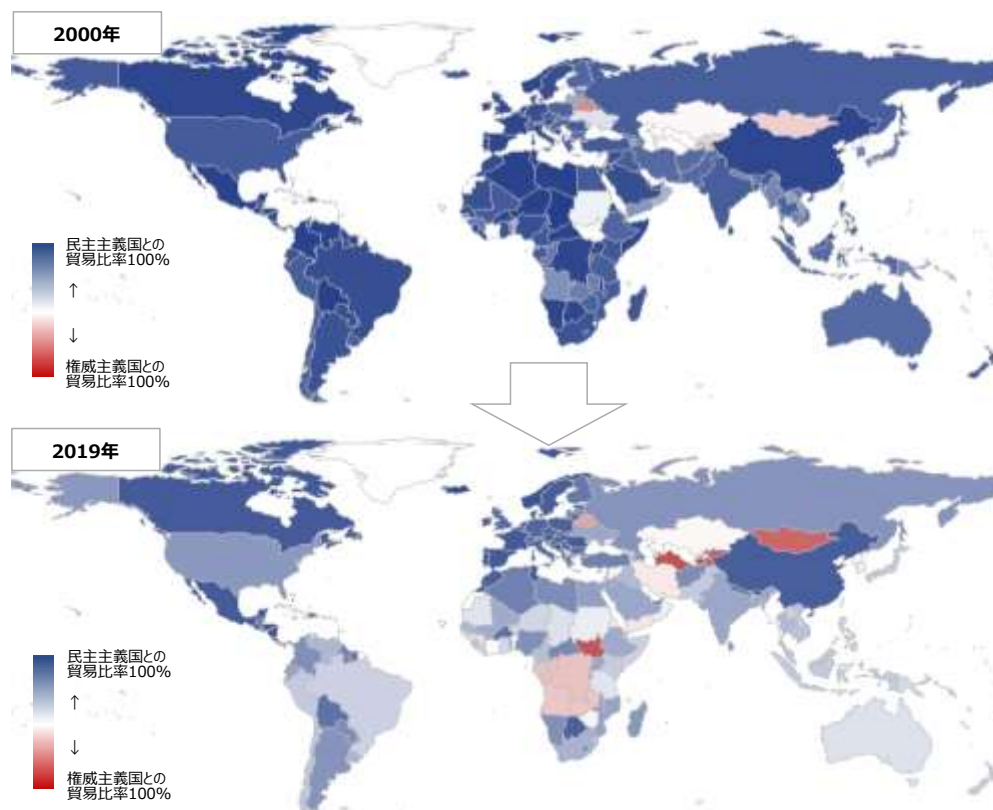 2000年
民主主義国との
貿易比率100%
↑
↓
権威主義国との
貿易比率100%
2019年
民主主義国との
貿易比率100%
↑
↓
権威主義国との
貿易比率100%